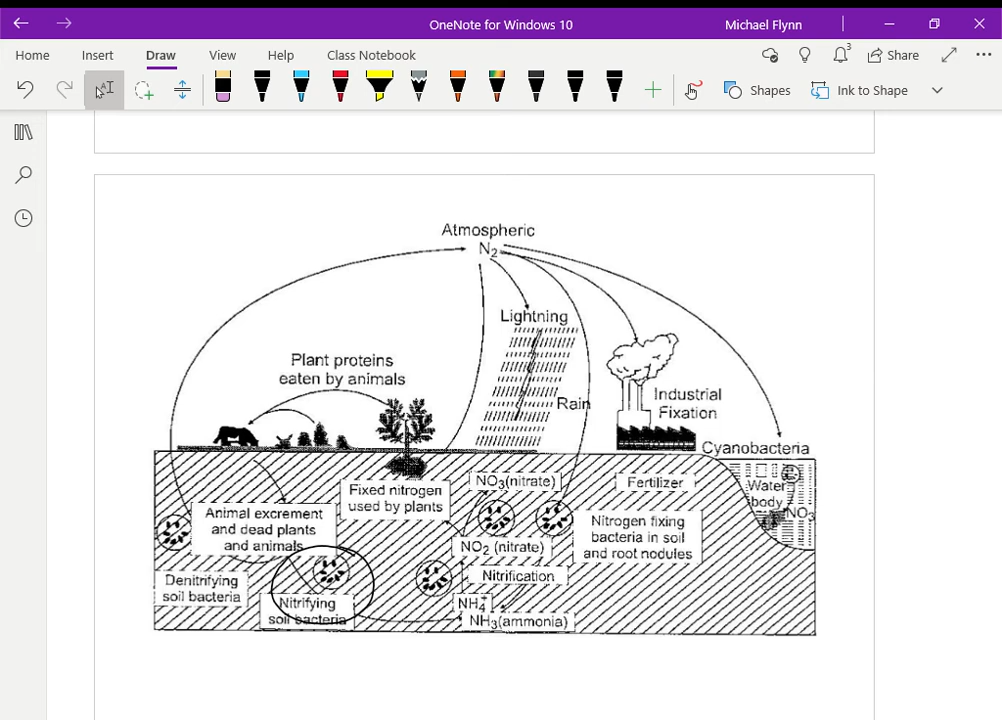 OneNote for Windows 10
Michael Flynn
Home
Insert
Draw
View
Help
Class Notebook
3
Share
Shapes
Ink to Shape
Atmospheric
N2
Lightning
Plant proteins
eaten by animals
Rain
Industrial
Fixation
Cyanobacteria
Water
body
NO3
NO3(nitrate)
Fertilizer
Fixed nitrogen
used by plants
Animal excrement
and dead plants
and animals
Nitrogen fixing
bacteria in soil
and root nodules
NO2 (nitrate)
Nitrification
Denitrifying
soil bacteria
Nitrifying
soil bacteria
NH4+
NH3(ammonia)